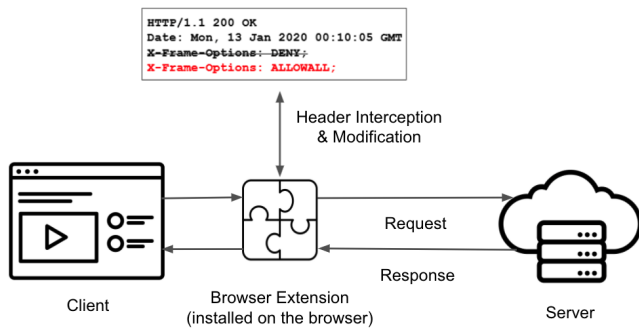 HTTP/1.1 200 OK
Date: Mon, 13 Jan 2020 00:10:05 GMT
X-Frame-Options: DENY;
X-Frame-Options: ALLOWALL;
Header Interception
& Modification
Request
Response
Client
Browser Extension
(installed on the browser)
Server